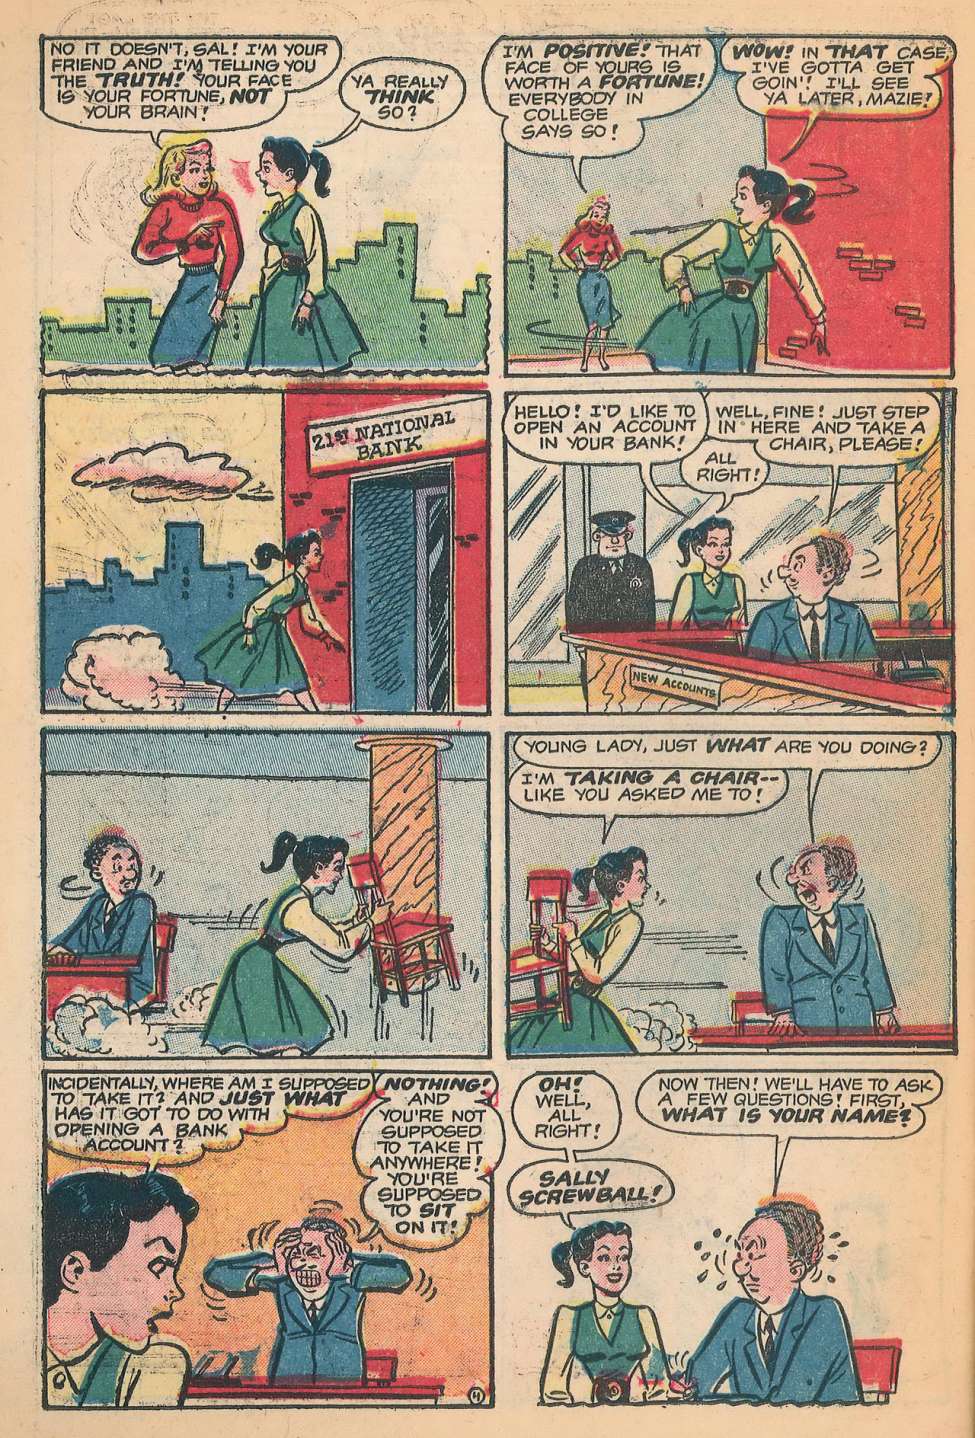 NO IT DOESN'T, SAL! I'M YOUR
FRIEND AND I'M TELLING YOU
THE TRUTH! YOUR FACE
IS YOUR FORTUNE, NOT
YOUR BRAIN!
YA REALLY
THINK
SO?
I'M POSITIVE! THAT
FACE OF YOURS IS
WORTH A FORTUNE!
EVERYBODY IN
COLLEGE
SAYS SO!
WOW! IN THAT CASE,
I'VE GOTTA GET
GOIN'! I'LL SEE
YA LATER, MAZIE!
21ST NATIONAL
BANK
HELLO! I'D LIKE TO
OPEN AN ACCOUNT
IN YOUR BANK!
WELL, FINE! JUST STEP
IN HERE AND TAKE A
CHAIR, PLEASE!
ALL
RIGHT!
NEW ACCOUNTS
YOUNG LADY, JUST WHAT ARE YOU DOING?
I'M TAKING A CHAIR--
LIKE YOU ASKED ME TO!
INCIDENTALLY, WHERE AM I SUPPOSED
TO TAKE IT? AND JUST WHAT
HAS IT GOT TO DO WITH
OPENING A BANK
ACCOUNT?
NOTHING!
AND
YOU'RE NOT
SUPPOSED
TO TAKE IT
ANYWHERE!
YOU'RE
SUPPOSED
TO SIT
ON IT!
4
OH!
WELL,
ALL
RIGHT!
NOW THEN! WE'LL HAVE TO ASK
A FEW QUESTIONS! FIRST,
WHAT IS YOUR NAME?
SALLY
SCREWBALL!